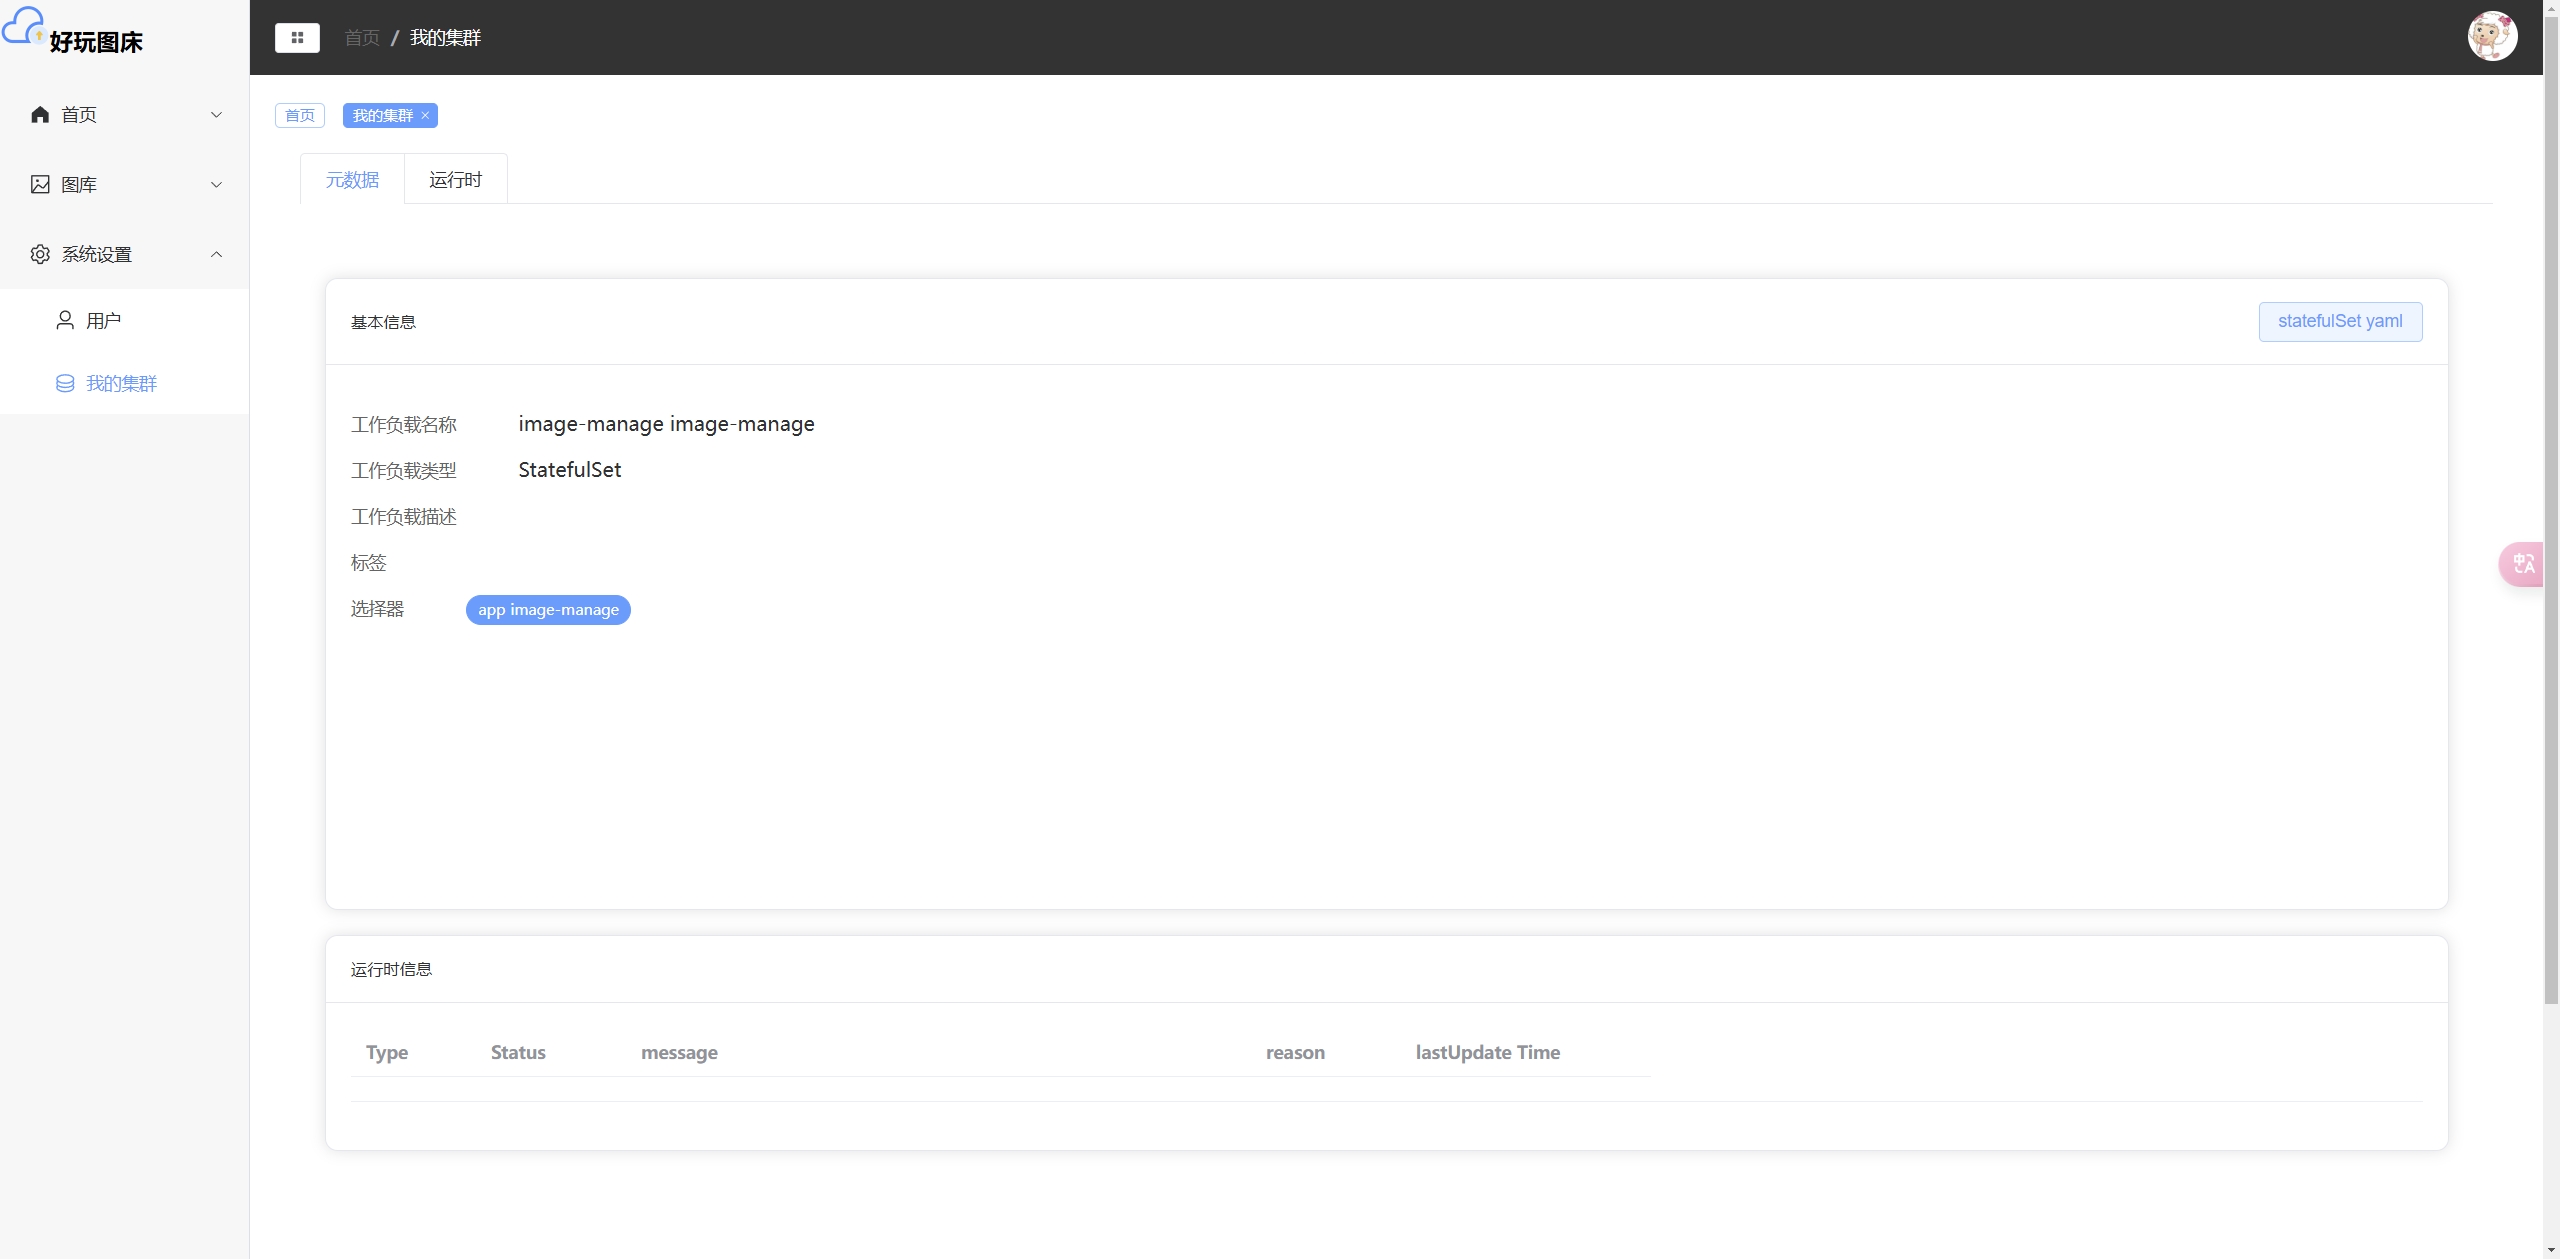 好玩图床
首页
图库
系统设置
用户
我的集群
首页 / 我的集群
首页 我的集群 ×
元数据 运行时
基本信息 statefulSet yaml
工作负载名称 image-manage image-manage
工作负载类型 StatefulSet
工作负载描述
标签
选择器 app image-manage
运行时信息
Type Status message reason lastUpdate Time
中A